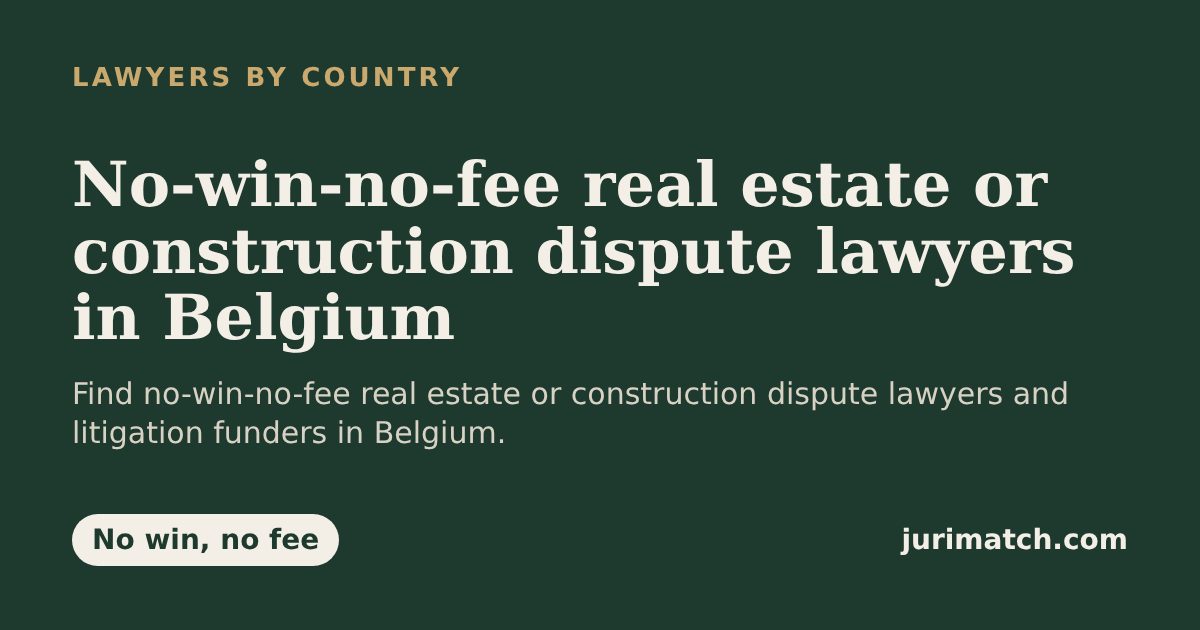 LAWYERS BY COUNTRY
No-win-no-fee real estate or
construction dispute lawyers
in Belgium
Find no-win-no-fee real estate or construction dispute lawyers and
litigation funders in Belgium.
No win, no fee
jurimatch.com